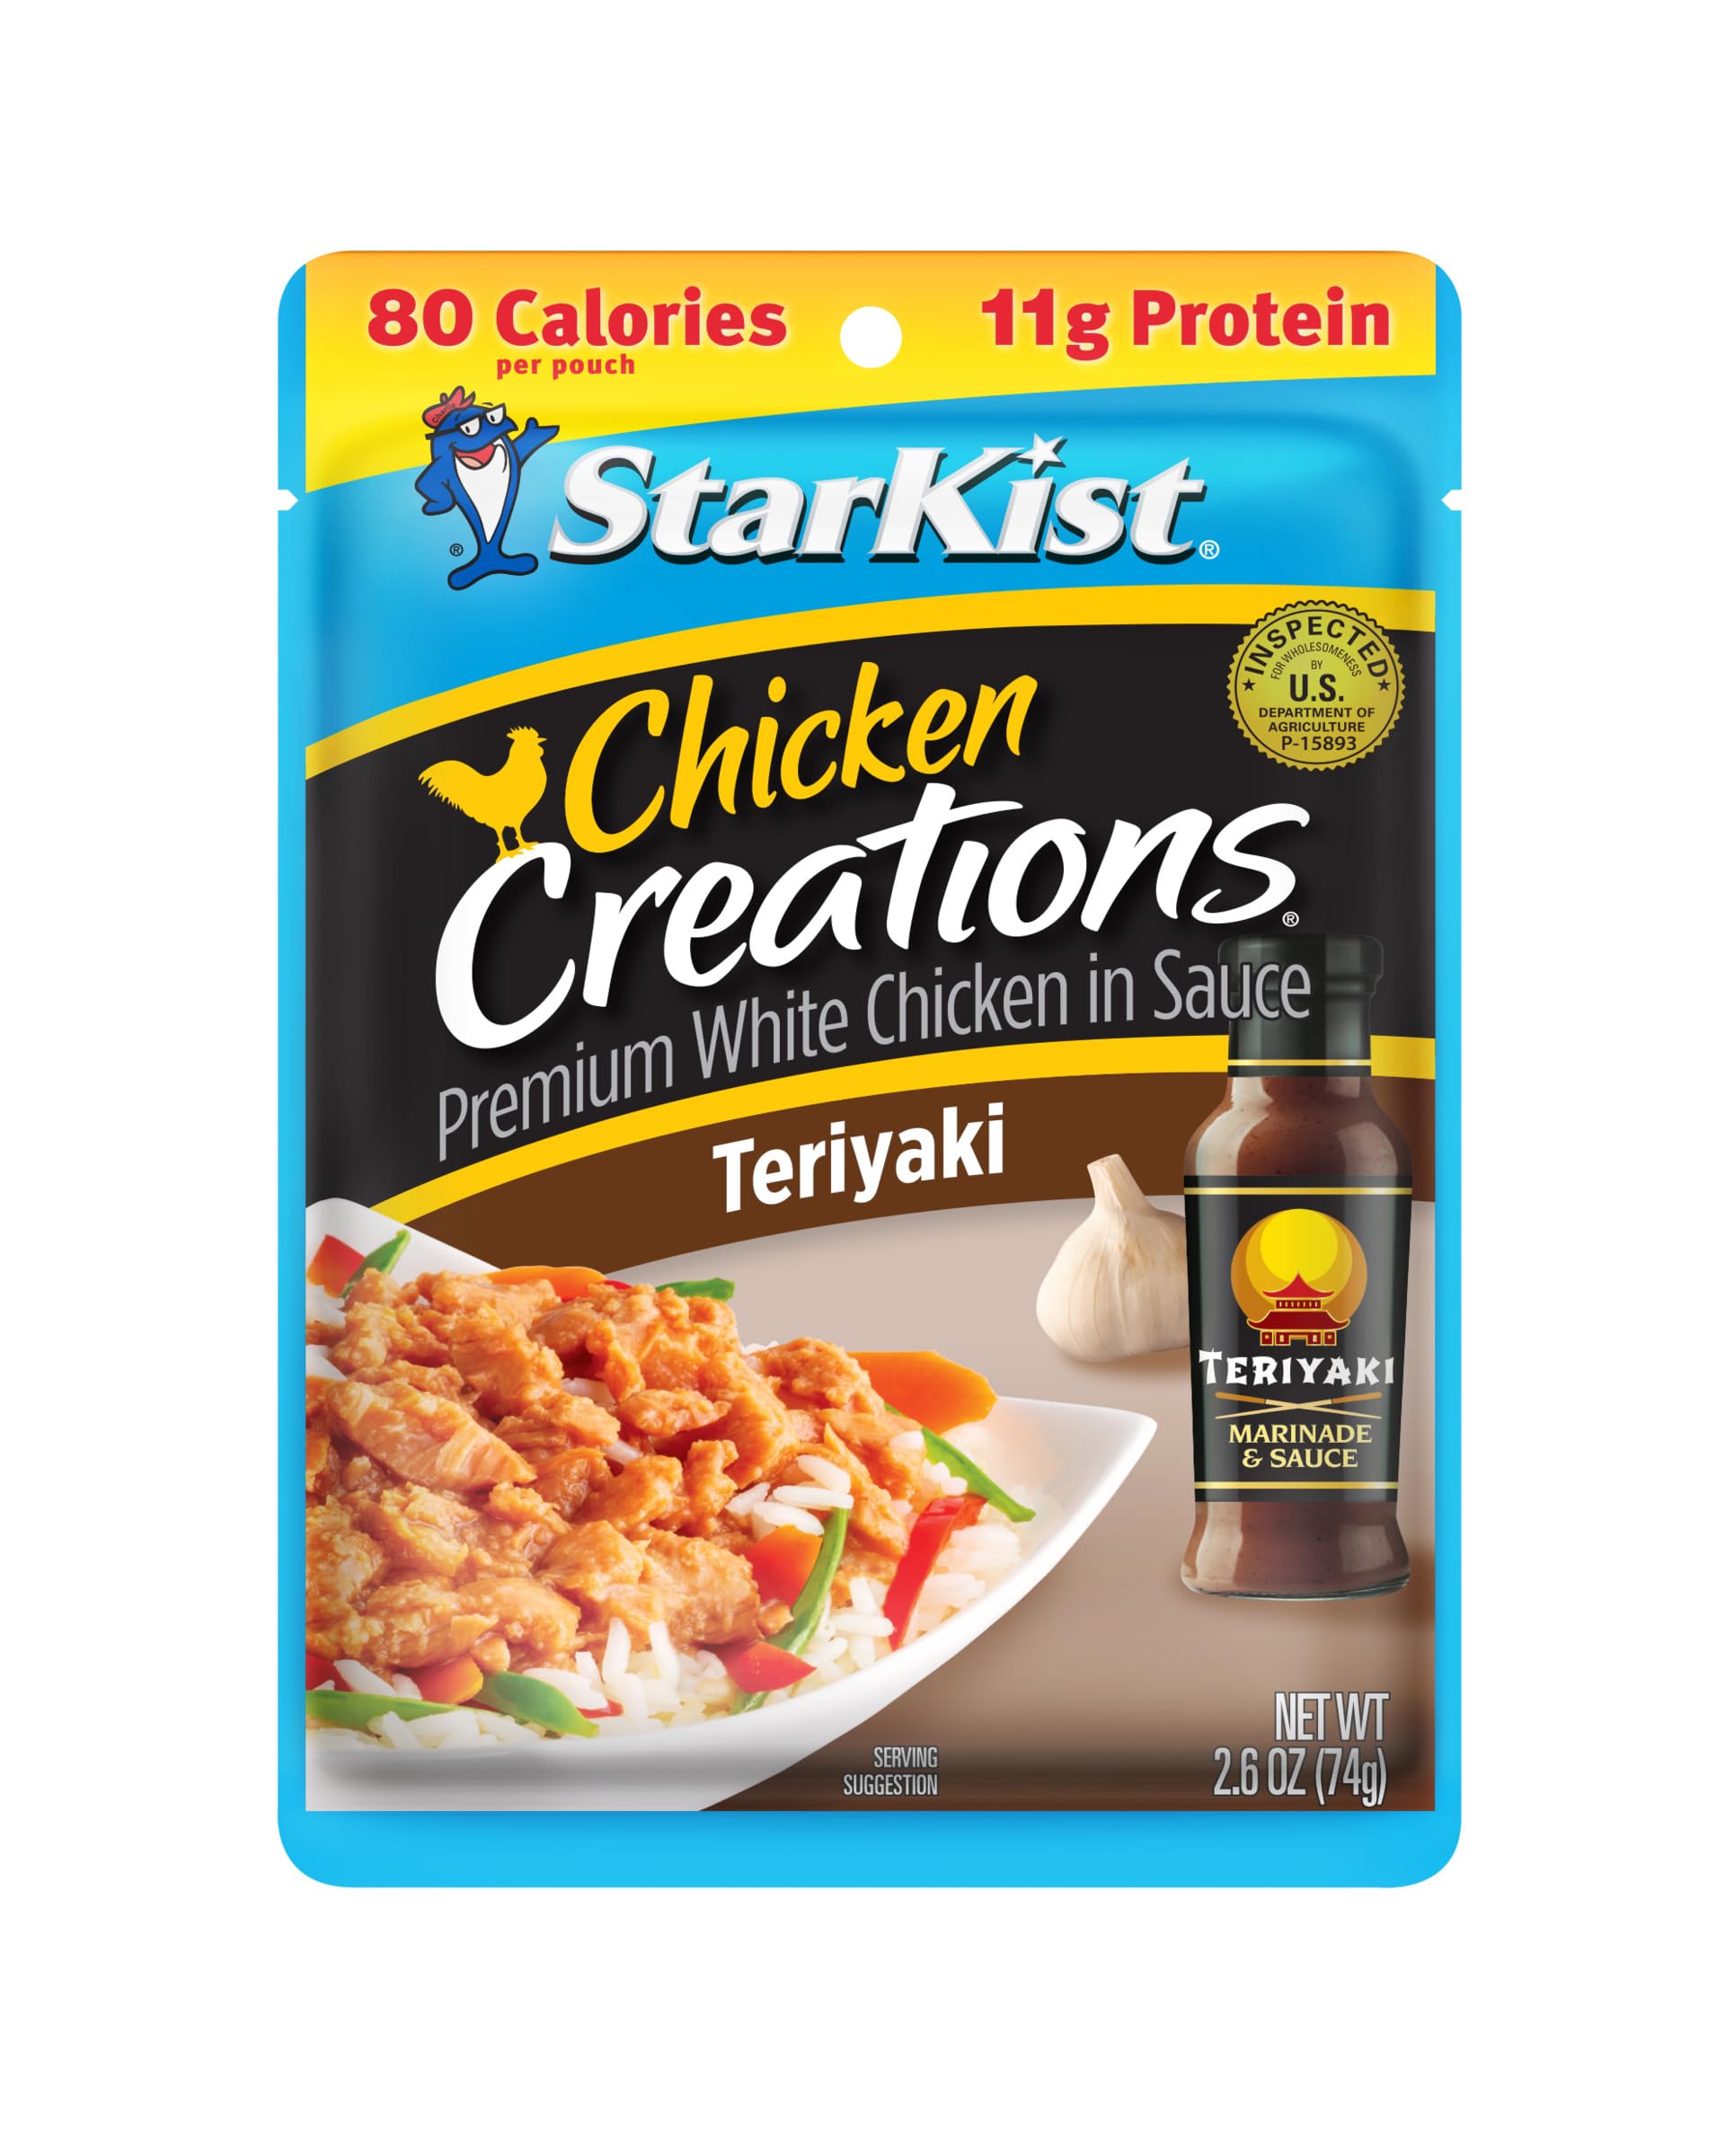 80 Calories
per pouch
11g Protein
Charlie
®
StarKist®
INSPECTED
FOR WHOLESOMENESS
BY
U.S.
DEPARTMENT OF
AGRICULTURE
P-15893
Chicken
Creations®
Premium White Chicken in Sauce
Teriyaki
TERIYAKI
MARINADE
& SAUCE
SERVING
SUGGESTION
NET WT
2.6 OZ (74g)